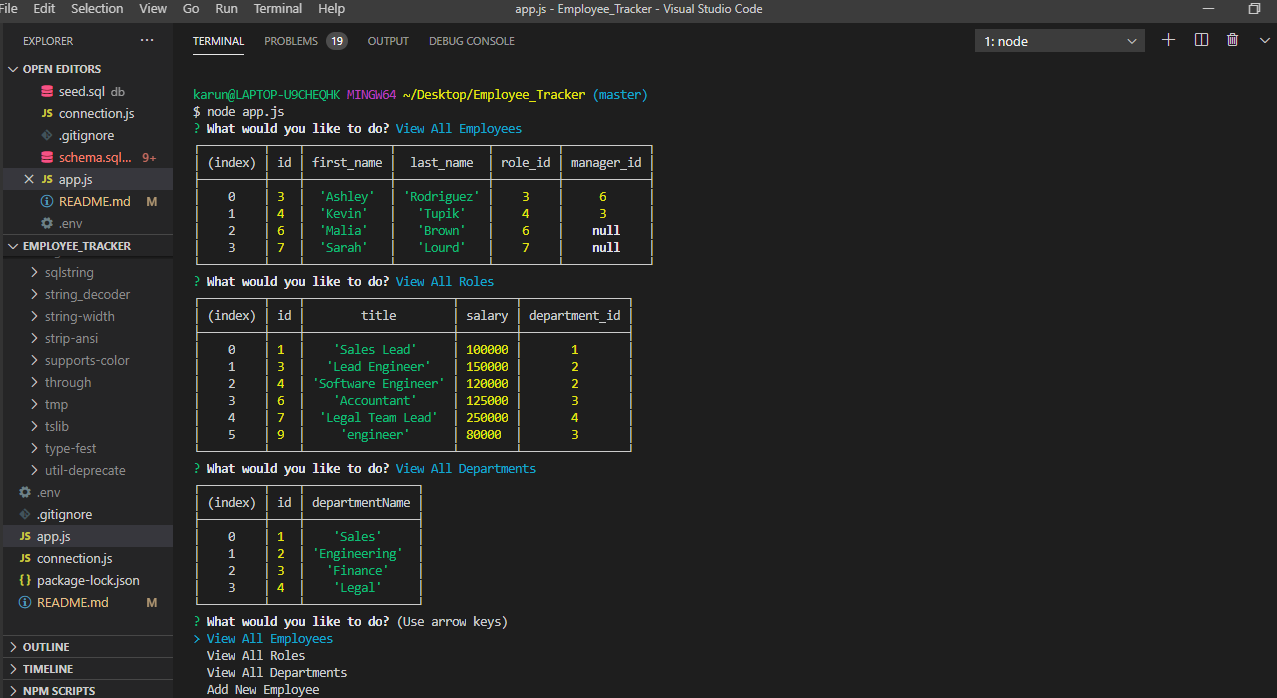 File Edit Selection View Go Run Terminal Help app.js - Employee_Tracker - Visual Studio Code
EXPLORER ...
OPEN EDITORS
seed.sql db
JS connection.js
.gitignore
schema.sql... 9+
JS app.js
README.md M
.env
EMPLOYEE_TRACKER
sqlstring
string_decoder
string-width
strip-ansi
supports-color
through
tmp
tslib
type-fest
util-deprecate
.env
.gitignore
JS app.js
JS connection.js
{} package-lock.json
README.md M
OUTLINE
TIMELINE
NPM SCRIPTS
TERMINAL PROBLEMS 19 OUTPUT DEBUG CONSOLE 1: node
karun@LAPTOP-U9CHEQHK MINGW64 ~/Desktop/Employee_Tracker (master)
$ node app.js
? What would you like to do? View All Employees
(index) id first_name last_name role_id manager_id
0 3 'Ashley' 'Rodriguez' 3 6
1 4 'Kevin' 'Tupik' 4 3
2 6 'Malia' 'Brown' 6 null
3 7 'Sarah' 'Lourd' 7 null
? What would you like to do? View All Roles
(index) id title salary department_id
0 1 'Sales Lead' 100000 1
1 3 'Lead Engineer' 150000 2
2 4 'Software Engineer' 120000 2
3 6 'Accountant' 125000 3
4 7 'Legal Team Lead' 250000 4
5 9 'engineer' 80000 3
? What would you like to do? View All Departments
(index) id departmentName
0 1 'Sales'
1 2 'Engineering'
2 3 'Finance'
3 4 'Legal'
? What would you like to do? (Use arrow keys)
> View All Employees
View All Roles
View All Departments
Add New Employee